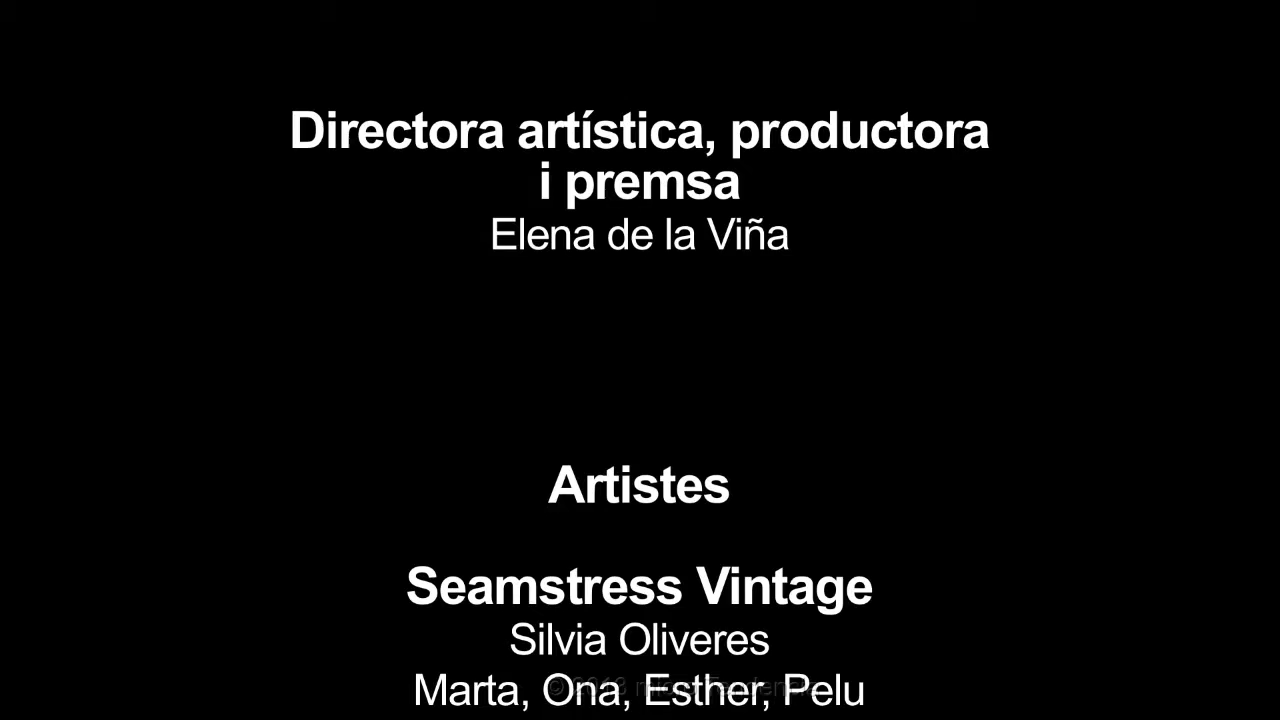 Directora artística, productora
i premsa
Elena de la Viña
Artistes
Seamstress Vintage
Silvia Oliveres
Marta, Ona, Esther, Pelu